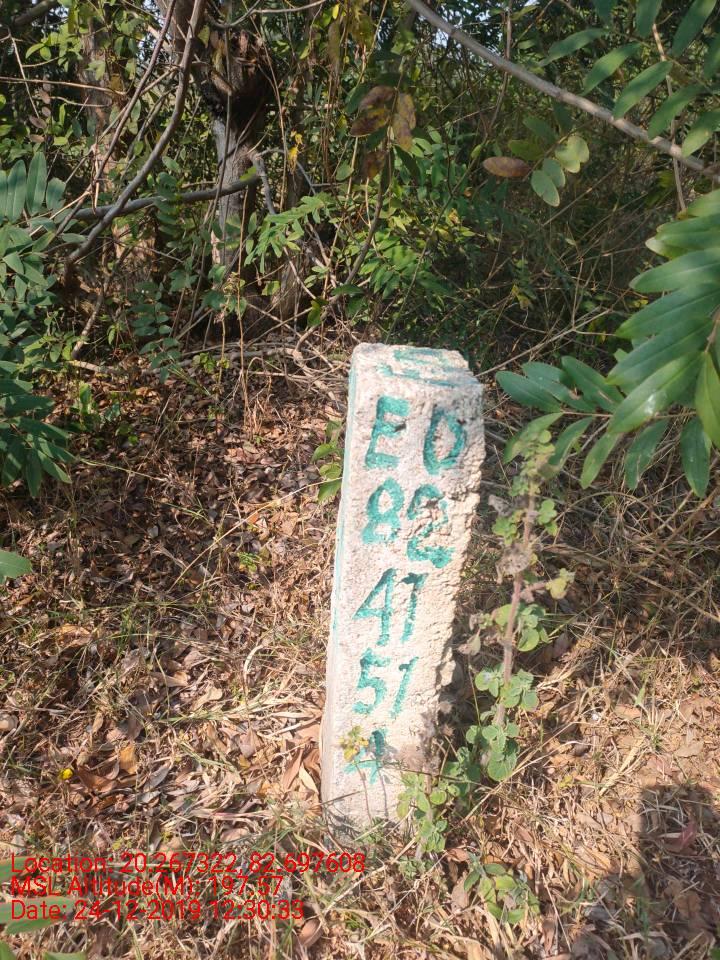 ED
82
41
51
4
Location: 20.267322, 82.697608
MSL Altitude(M): 197.57
Date: 24-12-2019 12:30:33